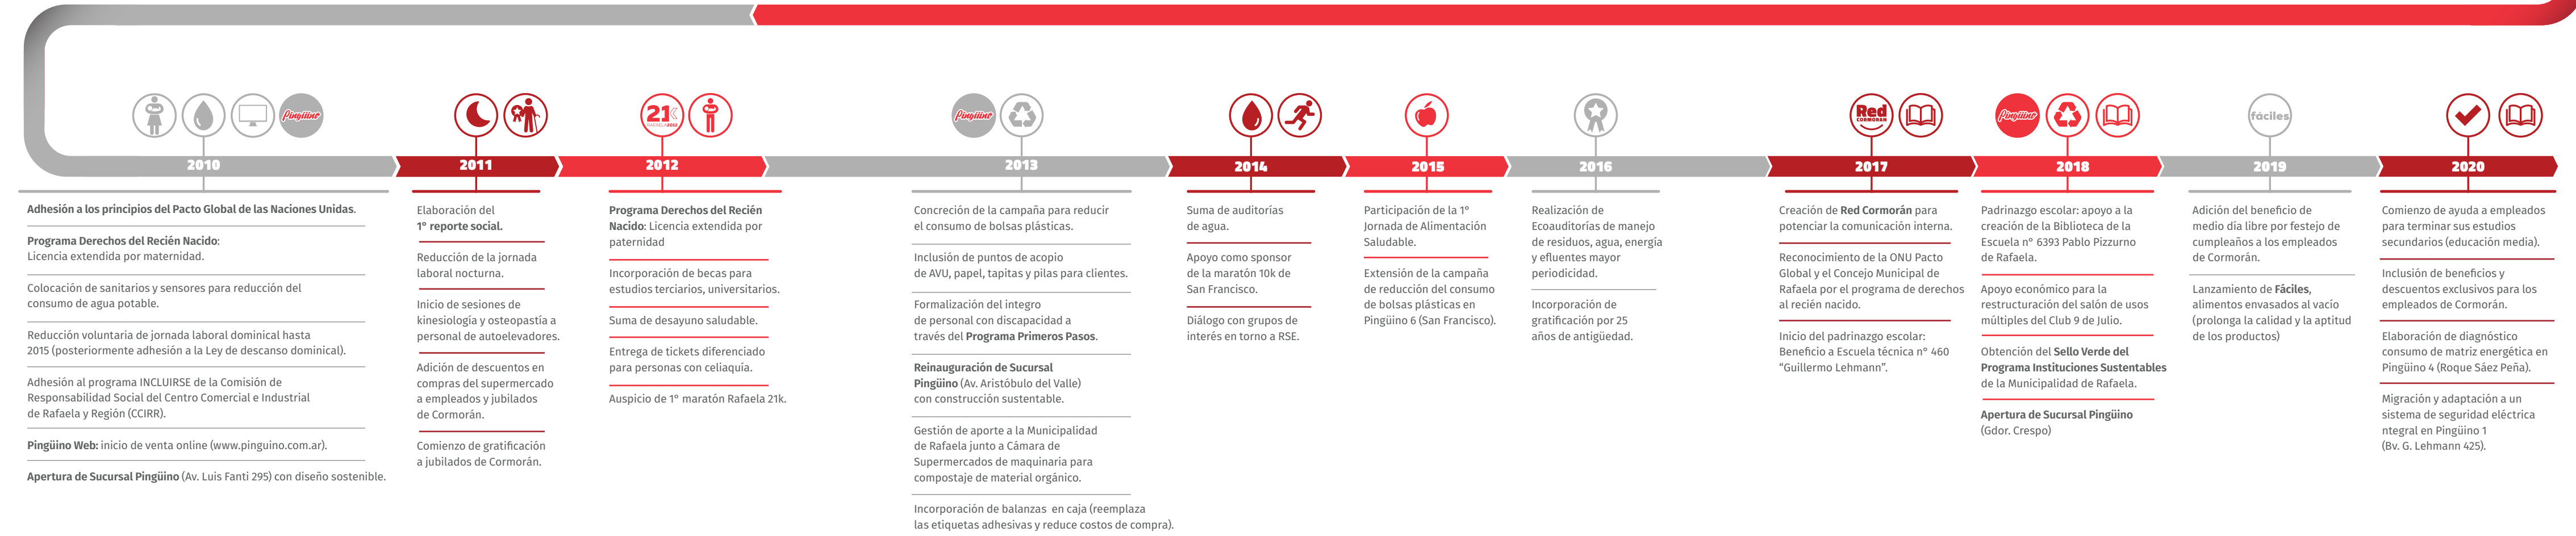 Pingüino
21K
RAFAELA2012
Pingüino
Red
CORMORÁN
Pingüino
fáciles
2010
2011
2012
2013
2014
2015
2016
2017
2018
2019
2020
Adhesión a los principios del Pacto Global de las Naciones Unidas.
Programa Derechos del Recién Nacido:
Licencia extendida por maternidad.
Colocación de sanitarios y sensores para reducción del
consumo de agua potable.
Reducción voluntaria de jornada laboral dominical hasta
2015 (posteriormente adhesión a la Ley de descanso dominical).
Adhesión al programa INCLUIRSE de la Comisión de
Responsabilidad Social del Centro Comercial e Industrial
de Rafaela y Región (CCIRR).
Pingüino Web: inicio de venta online (www.pinguino.com.ar).
Apertura de Sucursal Pingüino (Av. Luis Fanti 295) con diseño sostenible.
Elaboración del
1° reporte social.
Reducción de la jornada
laboral nocturna.
Inicio de sesiones de
kinesiología y osteopastía a
personal de autoelevadores.
Adición de descuentos en
compras del supermercado
a empleados y jubilados
de Cormorán.
Comienzo de gratificación
a jubilados de Cormorán.
Programa Derechos del Recién
Nacido: Licencia extendida por
paternidad
Incorporación de becas para
estudios terciarios, universitarios.
Suma de desayuno saludable.
Entrega de tickets diferenciado
para personas con celiaquía.
Auspicio de 1° maratón Rafaela 21k.
Concreción de la campaña para reducir
el consumo de bolsas plásticas.
Inclusión de puntos de acopio
de AVU, papel, tapitas y pilas para clientes.
Formalización del integro
de personal con discapacidad a
través del Programa Primeros Pasos.
Reinauguración de Sucursal
Pingüino (Av. Aristóbulo del Valle)
con construcción sustentable.
Gestión de aporte a la Municipalidad
de Rafaela junto a Cámara de
Supermercados de maquinaria para
compostaje de material orgánico.
Incorporación de balanzas en caja (reemplaza
las etiquetas adhesivas y reduce costos de compra).
Suma de auditorías
de agua.
Apoyo como sponsor
de la maratón 10k de
San Francisco.
Diálogo con grupos de
interés en torno a RSE.
Participación de la 1°
Jornada de Alimentación
Saludable.
Extensión de la campaña
de reducción del consumo
de bolsas plásticas en
Pingüino 6 (San Francisco).
Realización de
Ecoauditorías de manejo
de residuos, agua, energía
y efluentes mayor
periodicidad.
Incorporación de
gratificación por 25
años de antigüedad.
Creación de Red Cormorán para
potenciar la comunicación interna.
Reconocimiento de la ONU Pacto
Global y el Concejo Municipal de
Rafaela por el programa de derechos
al recién nacido.
Inicio del padrinazgo escolar:
Beneficio a Escuela técnica n° 460
“Guillermo Lehmann”.
Padrinazgo escolar: apoyo a la
creación de la Biblioteca de la
Escuela n° 6393 Pablo Pizzurno
de Rafaela.
Apoyo económico para la
restructuración del salón de usos
múltiples del Club 9 de Julio.
Obtención del Sello Verde del
Programa Instituciones Sustentables
de la Municipalidad de Rafaela.
Apertura de Sucursal Pingüino
(Gdor. Crespo)
Adición del beneficio de
medio día libre por festejo de
cumpleaños a los empleados
de Cormorán.
Lanzamiento de Fáciles,
alimentos envasados al vacío
(prolonga la calidad y la aptitud
de los productos)
Comienzo de ayuda a empleados
para terminar sus estudios
secundarios (educación media).
Inclusión de beneficios y
descuentos exclusivos para los
empleados de Cormorán.
Elaboración de diagnóstico
consumo de matriz energética en
Pingüino 4 (Roque Sáez Peña).
Migración y adaptación a un
sistema de seguridad eléctrica
ntegral en Pingüino 1
(Bv. G. Lehmann 425).